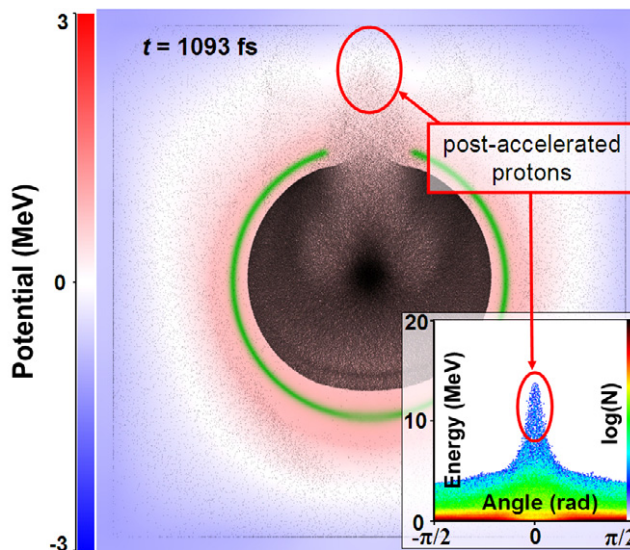 3
t = 1093 fs
post-accelerated
protons
Potential (MeV)
0
-3
20
10
0
Energy (MeV)
log(N)
Angle (rad)
-π/2
0
π/2